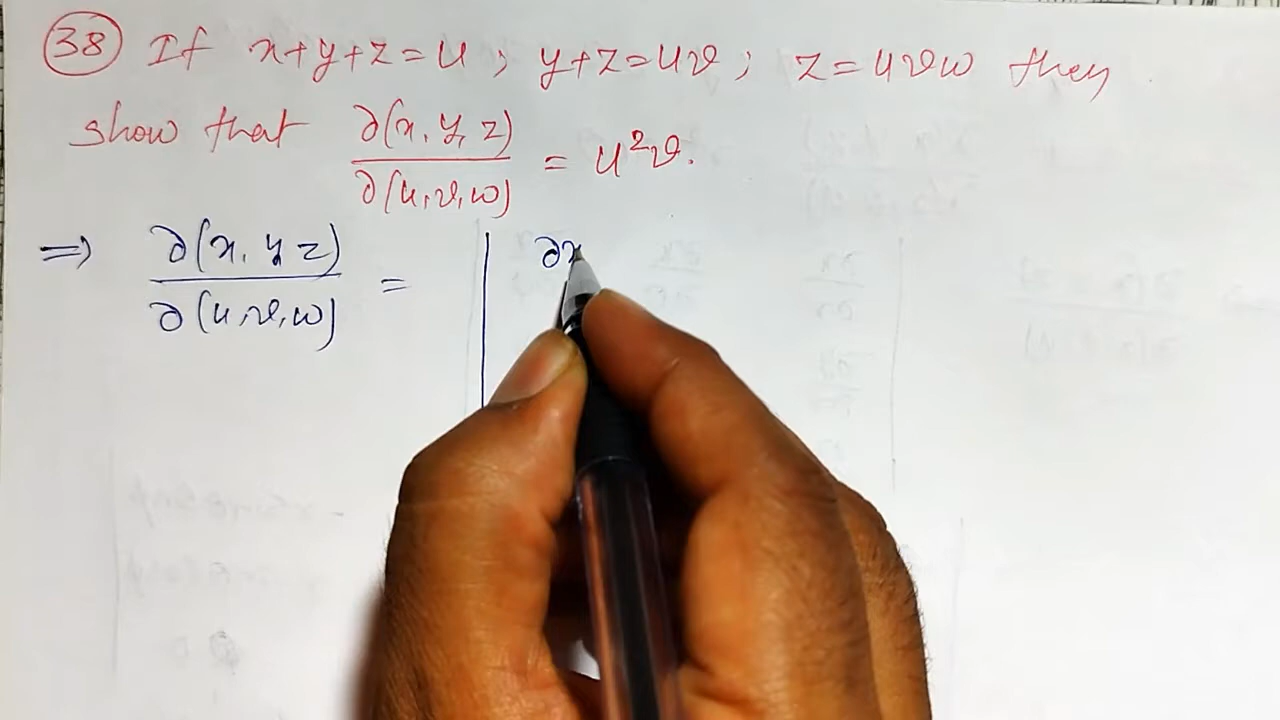 38 If x+y+z=u ; y+z=uv ; z=uvw then
show that ∂(x, y, z)/∂(u,v,w) = u²v.
⇒ ∂(x, y, z)/∂(u,v,w) = | ∂x